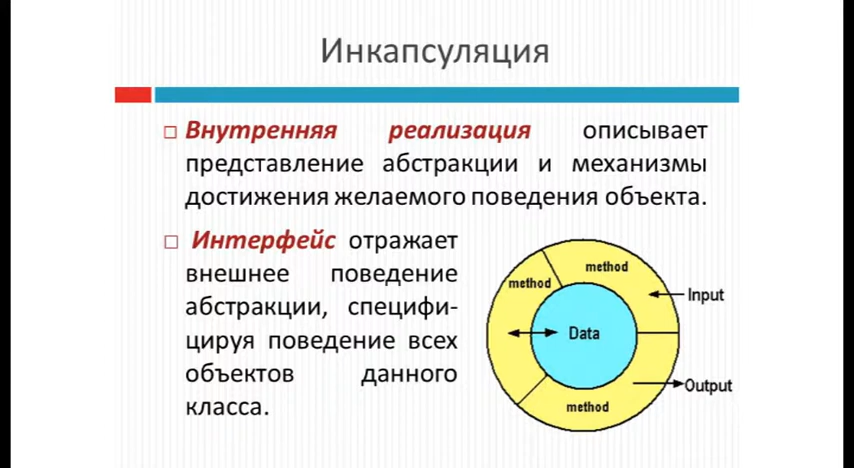 Инкапсуляция
Внутренняя реализация описывает
представление абстракции и механизмы
достижения желаемого поведения объекта.
Интерфейс отражает
внешнее поведение
абстракции, специфи-
цируя поведение всех
объектов данного
класса.
method
method
Input
Data
Output
method